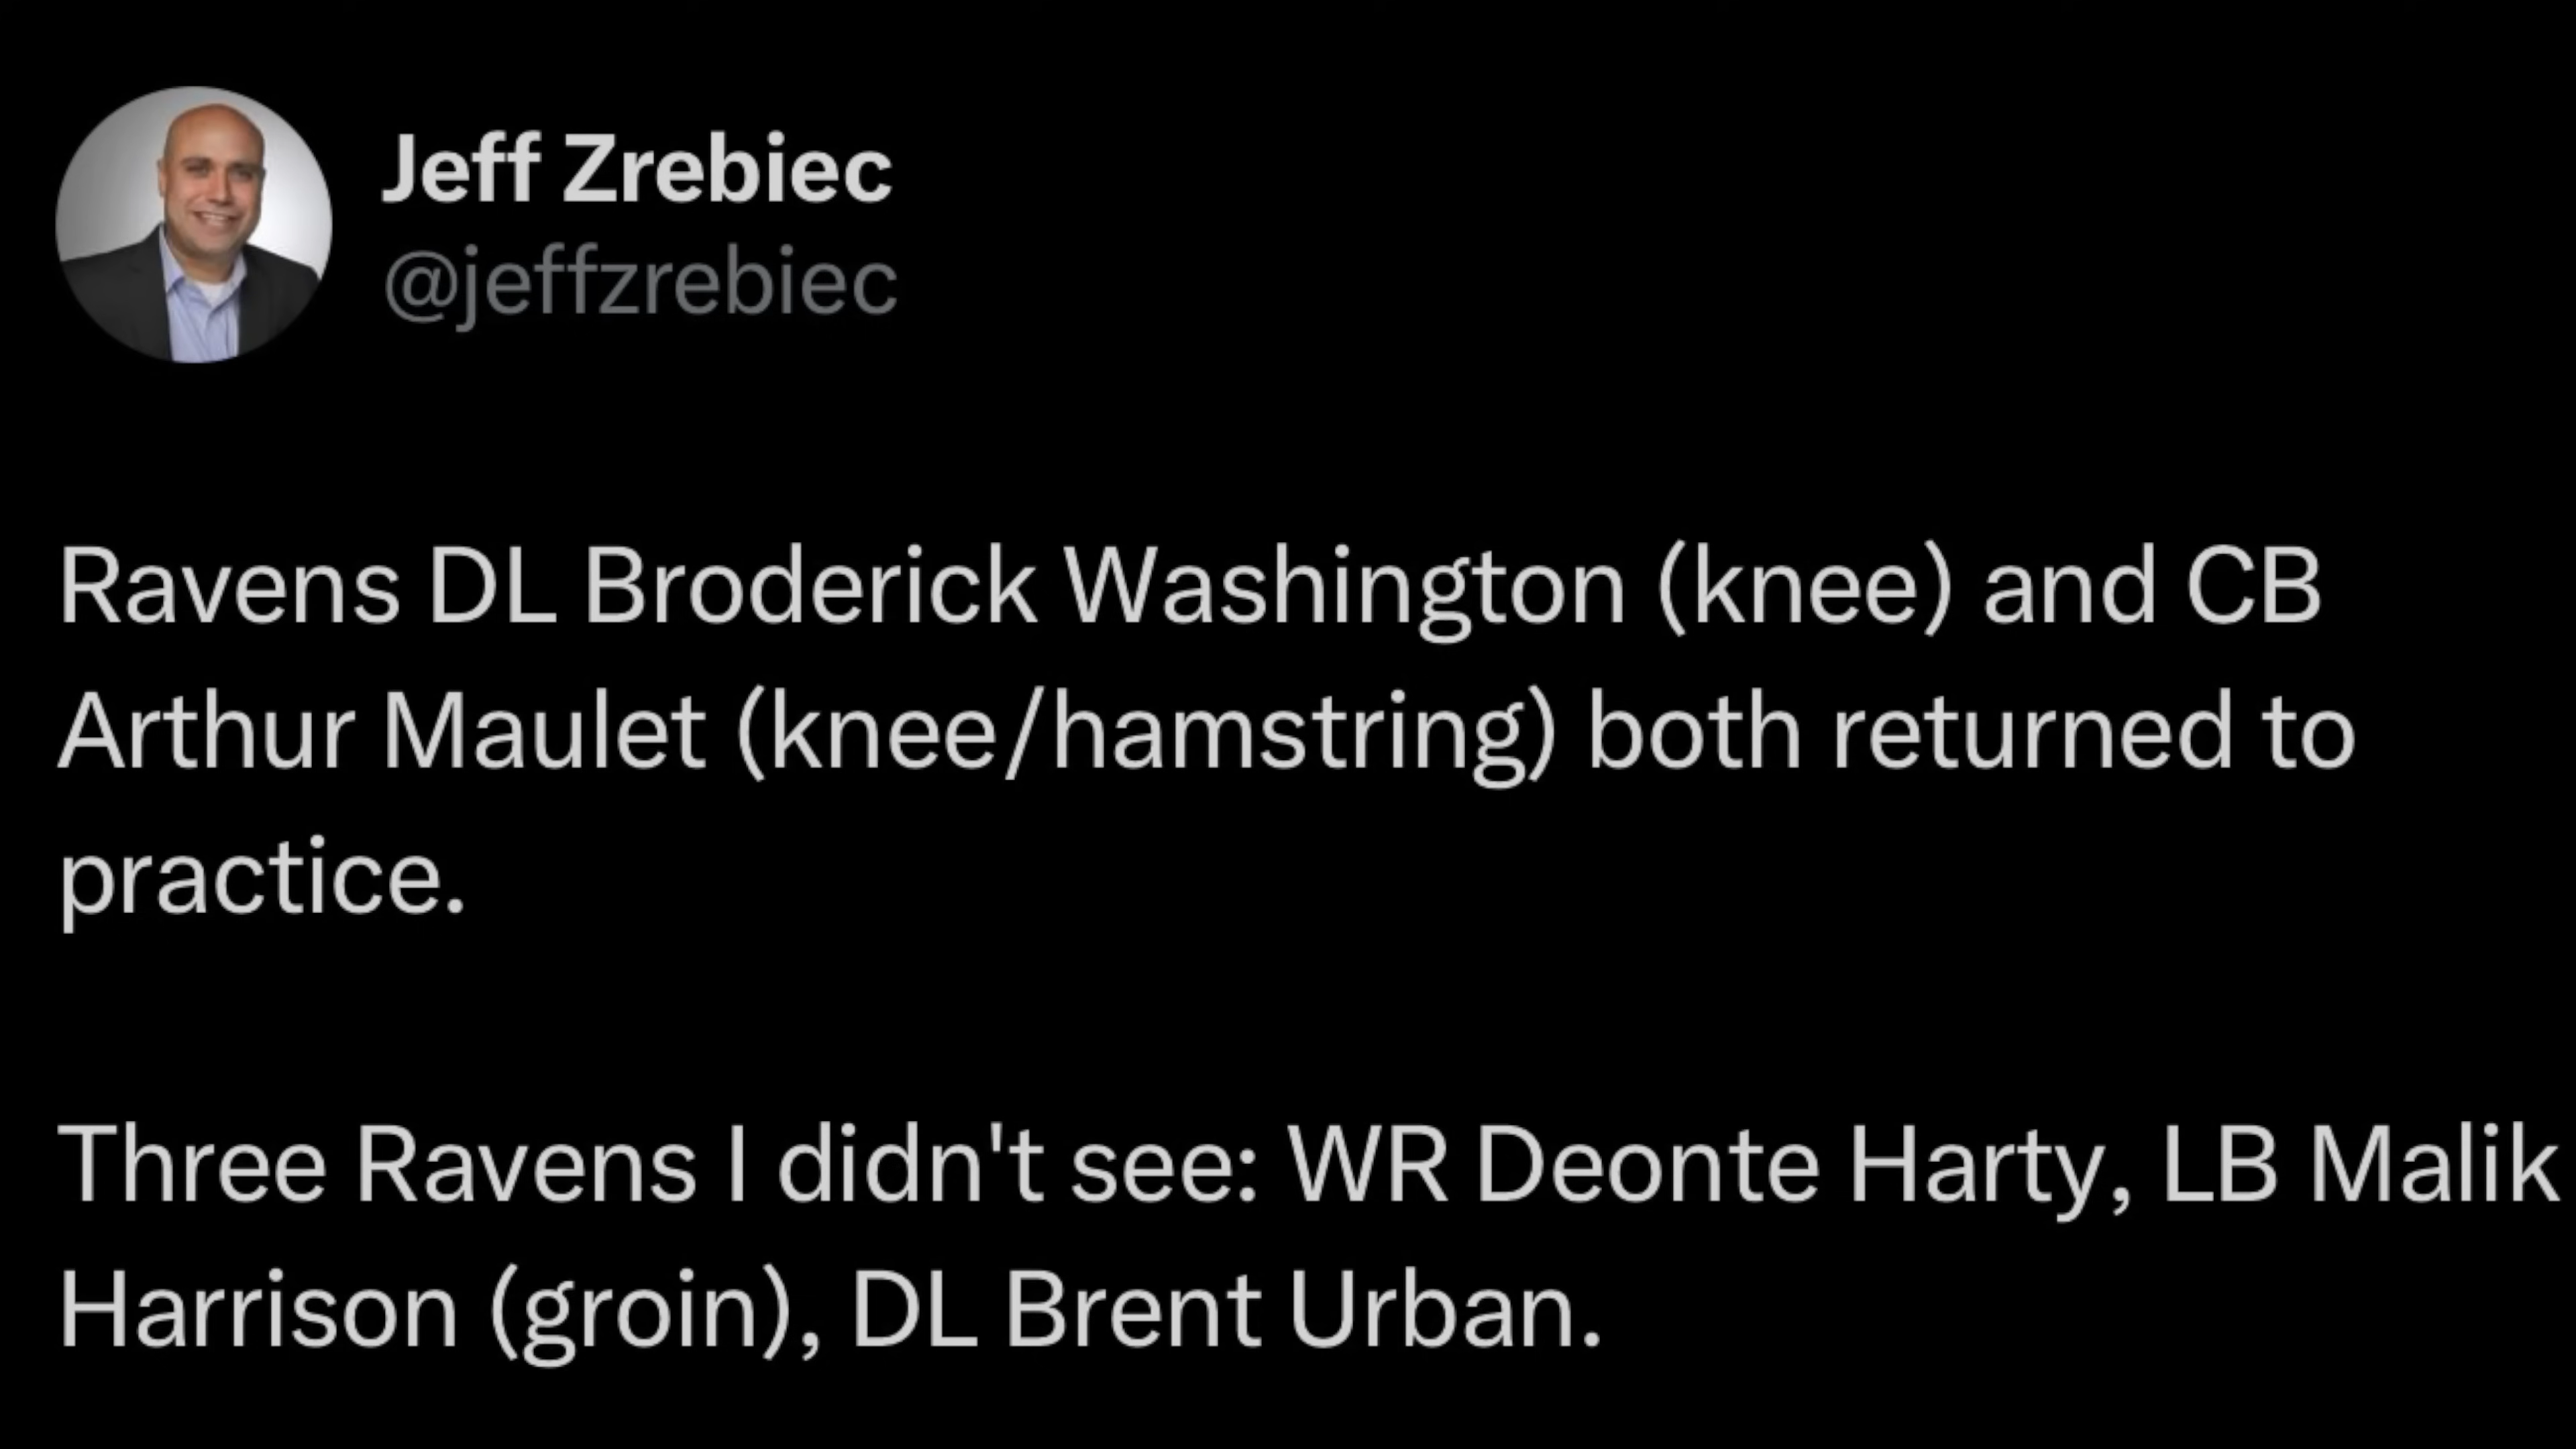 Jeff Zrebiec
@jeffzrebiec
Ravens DL Broderick Washington (knee) and CB
Arthur Maulet (knee/hamstring) both returned to
practice.
Three Ravens I didn't see: WR Deonte Harty, LB Malik
Harrison (groin), DL Brent Urban.